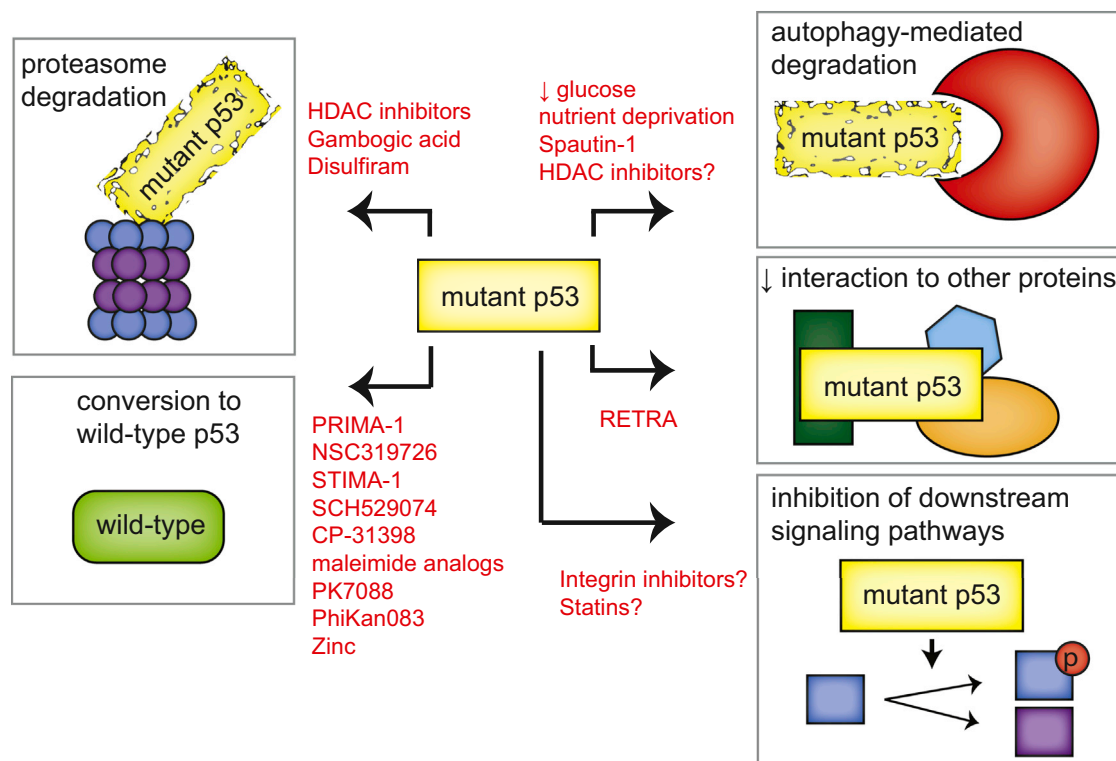 proteasome
degradation
mutant p53
HDAC inhibitors
Gambogic acid
Disulfiram
↓ glucose
nutrient deprivation
Spautin-1
HDAC inhibitors?
autophagy-mediated
degradation
mutant p53
mutant p53
↓ interaction to other proteins
mutant p53
RETRA
conversion to
wild-type p53
wild-type
PRIMA-1
NSC319726
STIMA-1
SCH529074
CP-31398
maleimide analogs
PK7088
PhiKan083
Zinc
Integrin inhibitors?
Statins?
inhibition of downstream
signaling pathways
mutant p53
p